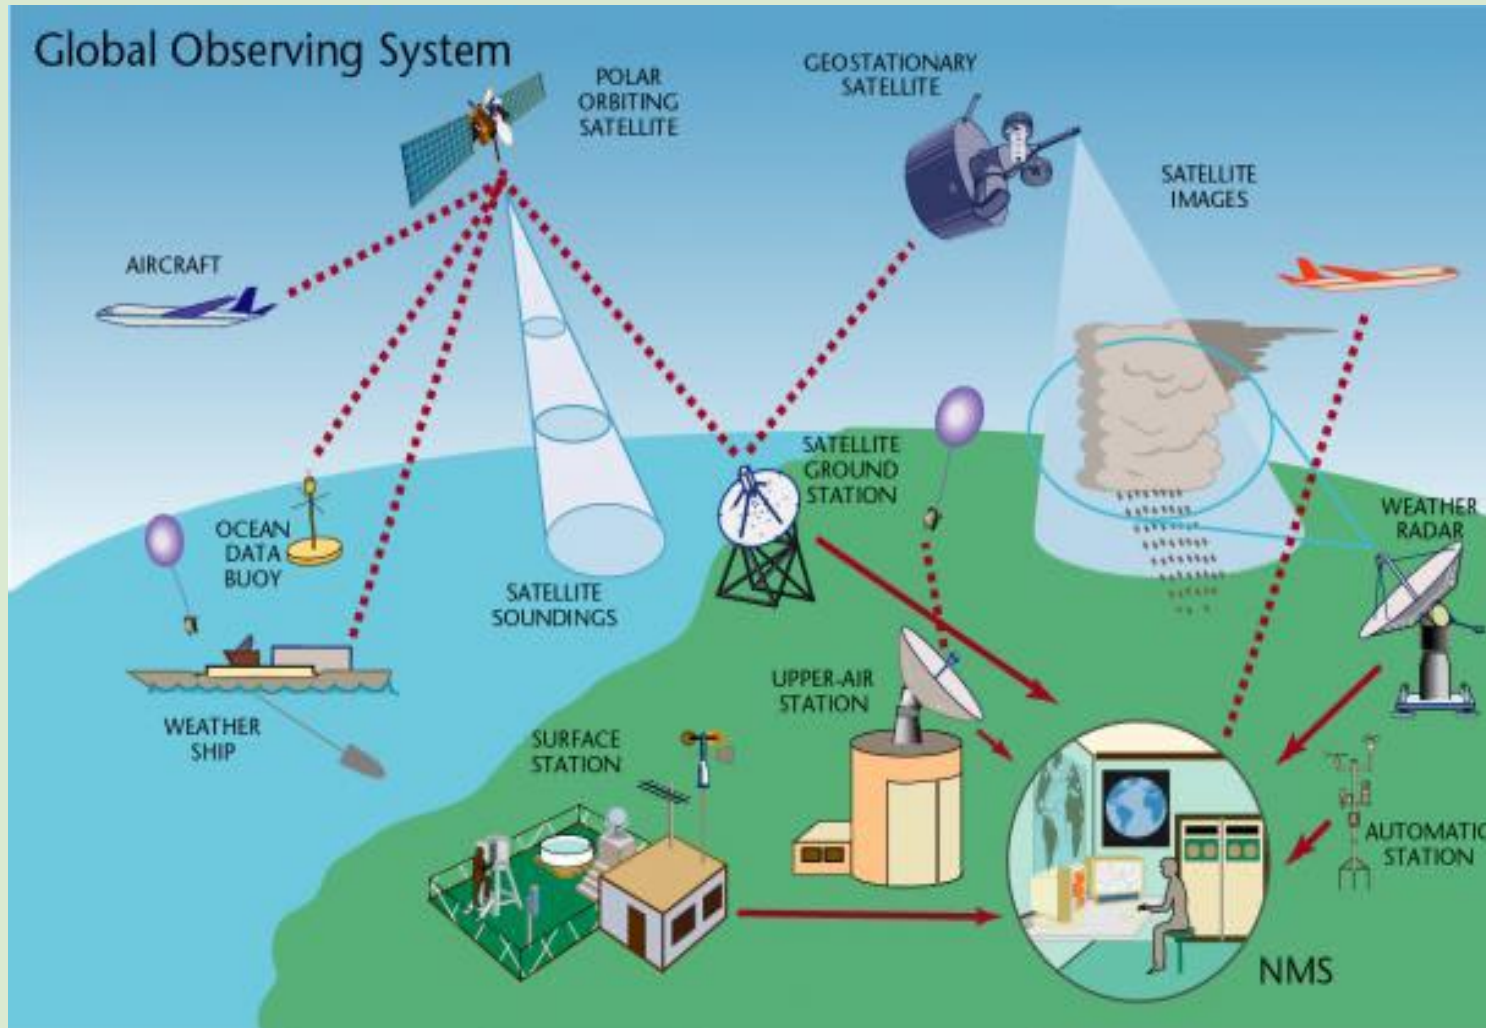 Global Observing System
POLAR
ORBITING
SATELLITE
GEOSTATIONARY
SATELLITE
SATELLITE
IMAGES
AIRCRAFT
SATELLITE
GROUND
STATION
WEATHER
RADAR
OCEAN
DATA
BUOY
SATELLITE
SOUNDINGS
UPPER-AIR
STATION
WEATHER
SHIP
SURFACE
STATION
AUTOMATIC
STATION
NMS